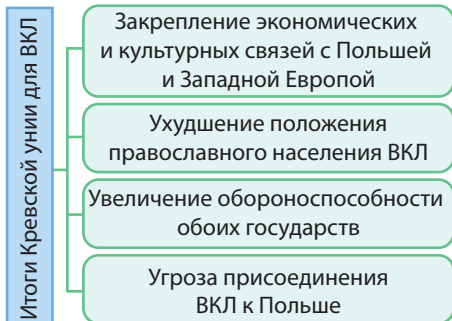 Итоги Кревской унии для ВКЛ
Закрепление экономических
и культурных связей с Польшей
и Западной Европой
Ухудшение положения
православного населения ВКЛ
Увеличение обороноспособности
обоих государств
Угроза присоединения
ВКЛ к Польше